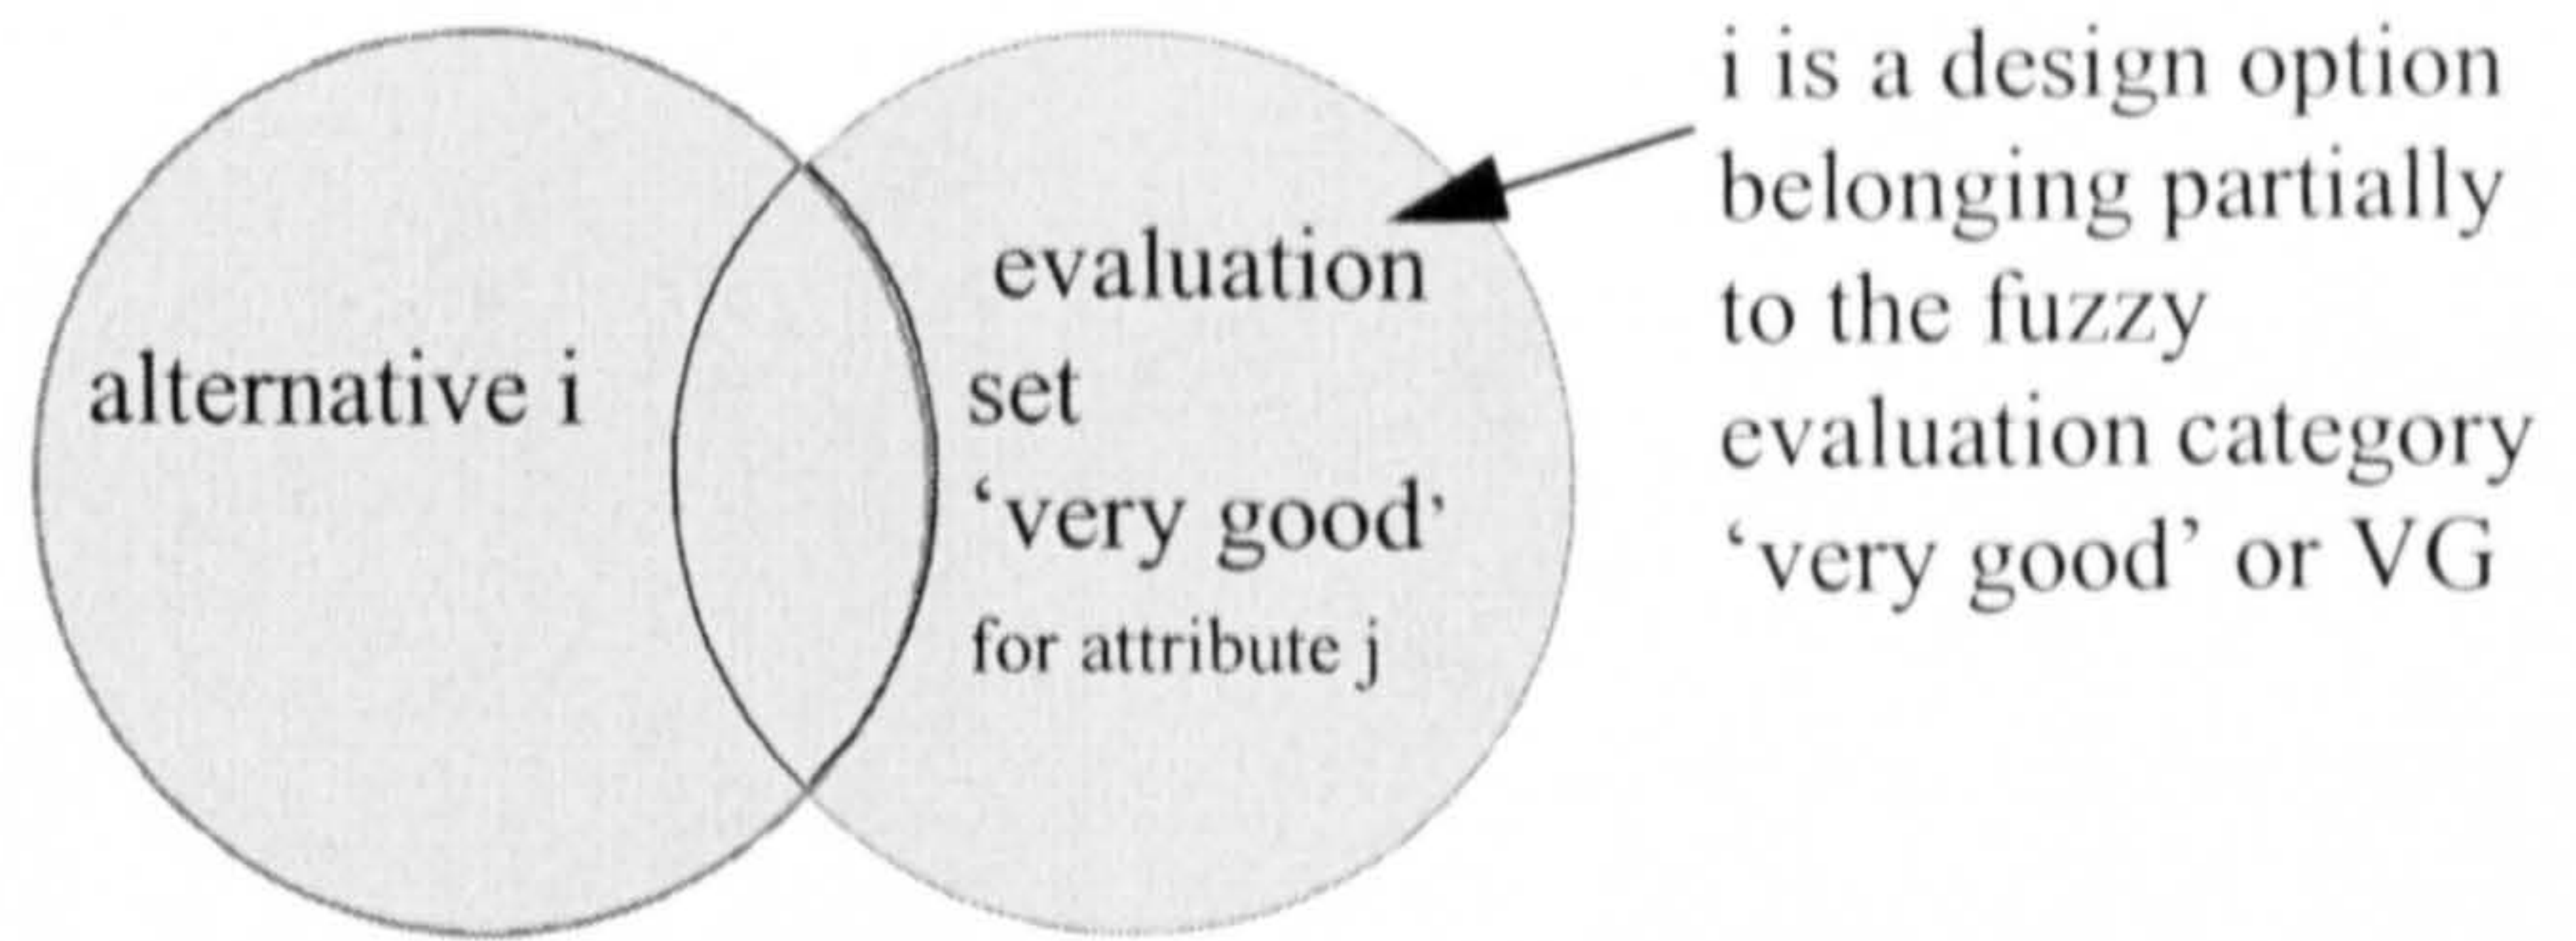 alternative i
evaluation
set
‘very good’
for attribute j
i is a design option
belonging partially
to the fuzzy
evaluation category
‘very good’ or VG